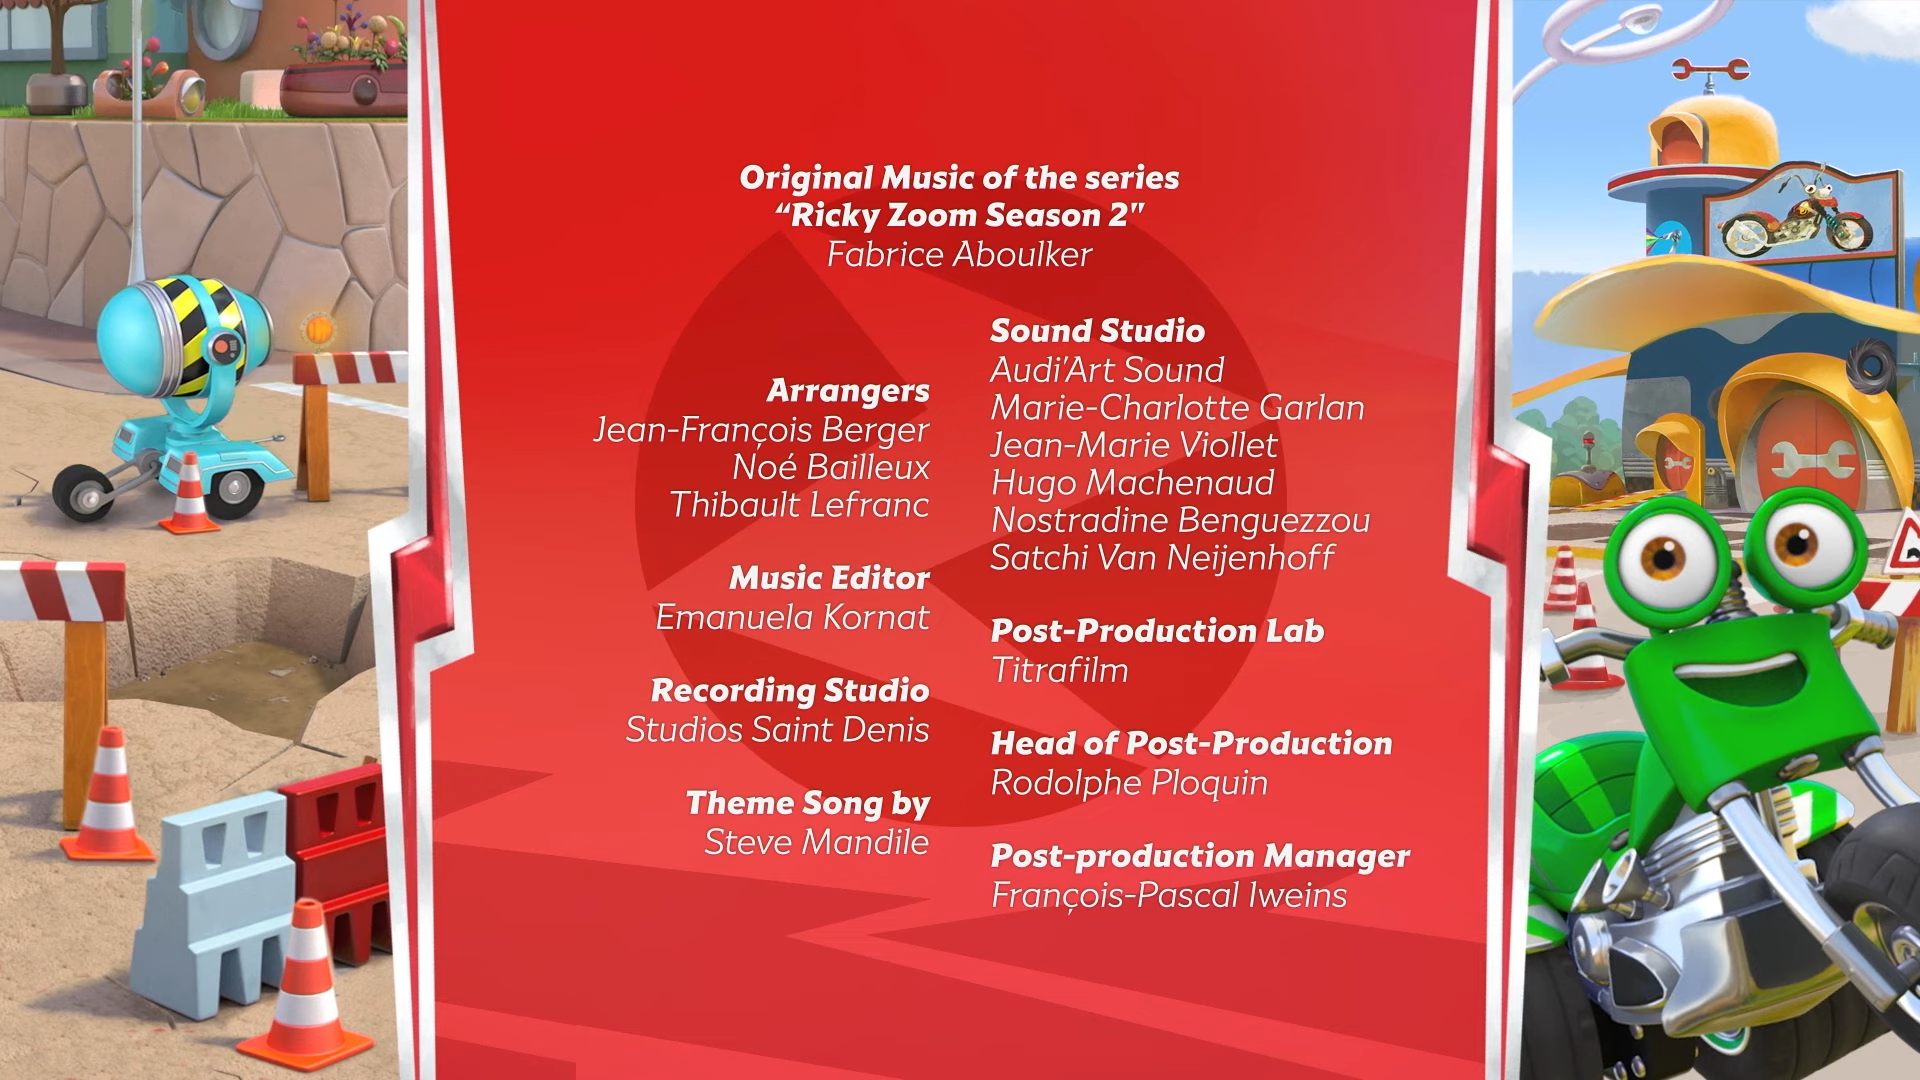 Original Music of the series
“Ricky Zoom Season 2"
Fabrice Aboulker
Arrangers
Jean-François Berger
Noé Bailleux
Thibault Lefranc
Music Editor
Emanuela Kornat
Recording Studio
Studios Saint Denis
Theme Song by
Steve Mandile
Sound Studio
Audi’Art Sound
Marie-Charlotte Garlan
Jean-Marie Viollet
Hugo Machenaud
Nostradine Benguezzou
Satchi Van Neijenhoff
Post-Production Lab
Titrafilm
Head of Post-Production
Rodolphe Ploquin
Post-production Manager
François-Pascal Iweins